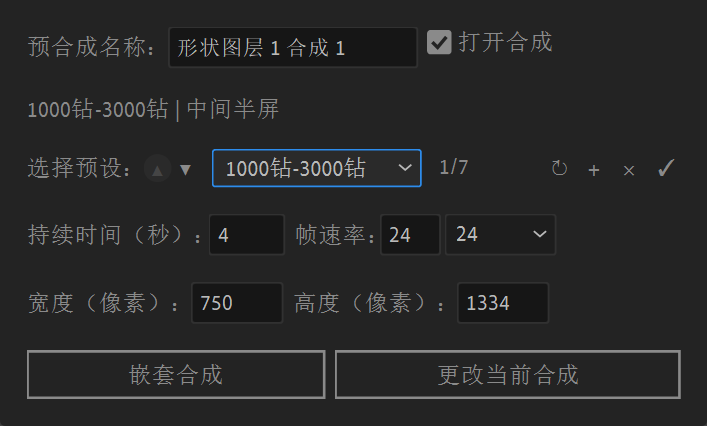 预合成名称： 形状图层 1 合成 1 打开合成
1000钻-3000钻 | 中间半屏
选择预设： ▲ ▼ 1000钻-3000钻 1/7 ↻ + × ✓
持续时间（秒）： 4 帧速率： 24 24
宽度（像素）： 750 高度（像素）： 1334
嵌套合成 更改当前合成